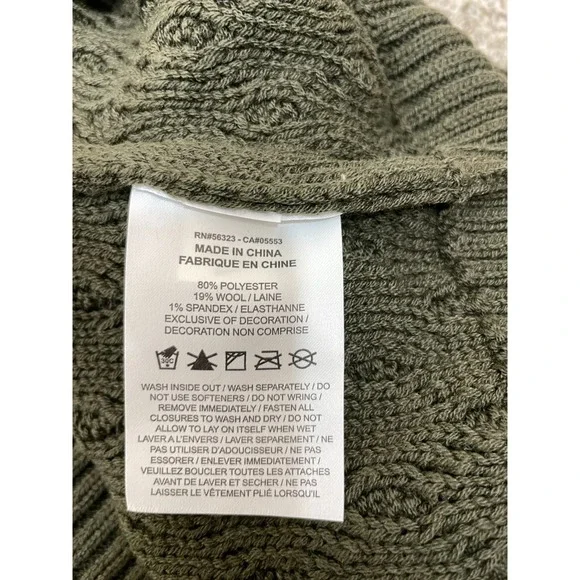 RN#56323 - CA#05553
MADE IN CHINA
FABRIQUE EN CHINE
80% POLYESTER
19% WOOL / LAINE
1% SPANDEX / ELASTHANNE
EXCLUSIVE OF DECORATION /
DECORATION NON COMPRISE
30C
WASH INSIDE OUT / WASH SEPARATELY / DO
NOT USE SOFTENERS / DO NOT WRING /
REMOVE IMMEDIATELY / FASTEN ALL
CLOSURES TO WASH AND DRY / DO NOT
ALLOW TO LAY ON ITSELF WHEN WET
LAVER A L'ENVERS / LAVER SEPAREMENT / NE
PAS UTILISER D'ADOUCISSEUR / NE PAS
ESSORER / ENLEVER IMMEDIATEMENT /
VEUILLEZ BOUCLER TOUTES LES ATTACHES
AVANT DE LAVER ET SECHER / NE PAS
LAISSER LE VÊTEMENT PLIÉ LORSQU'IL